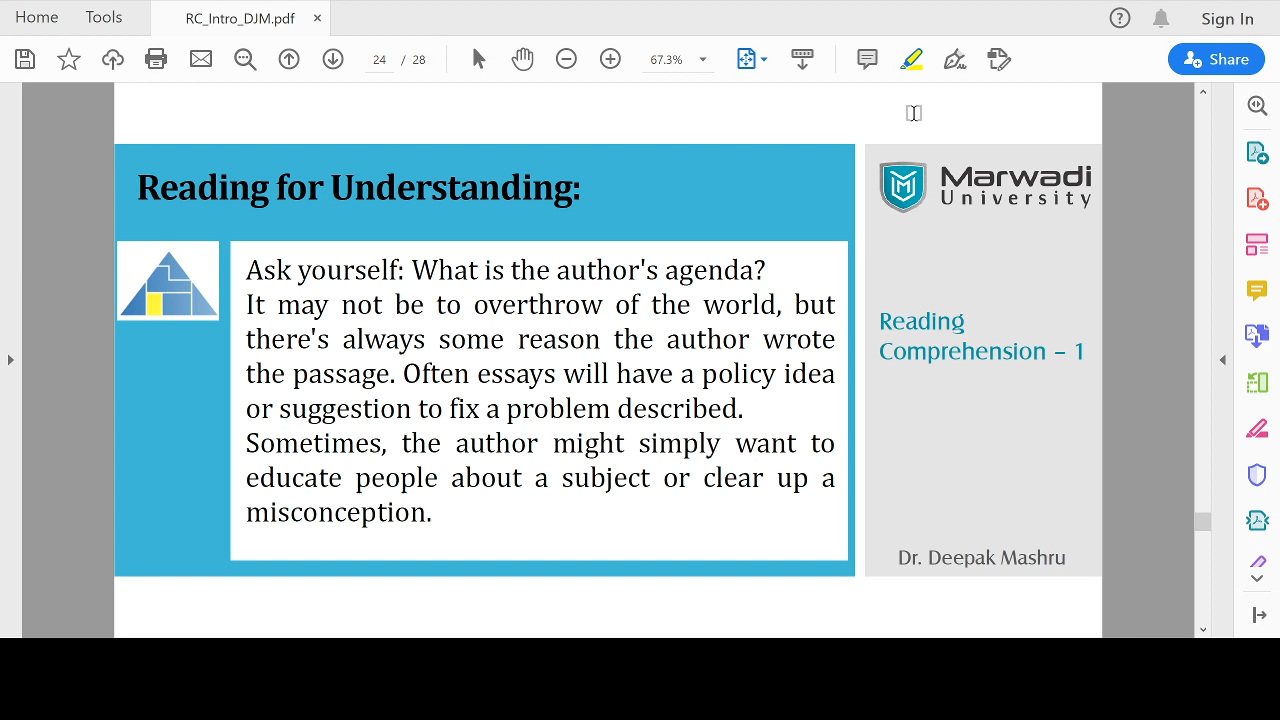 Home
Tools
RC_Intro_DJM.pdf
Sign In
24 / 28
67.3%
Share
Reading for Understanding:
Ask yourself: What is the author's agenda?
It may not be to overthrow of the world, but
there's always some reason the author wrote
the passage. Often essays will have a policy idea
or suggestion to fix a problem described.
Sometimes, the author might simply want to
educate people about a subject or clear up a
misconception.
Marwadi
University
Reading
Comprehension – 1
Dr. Deepak Mashru